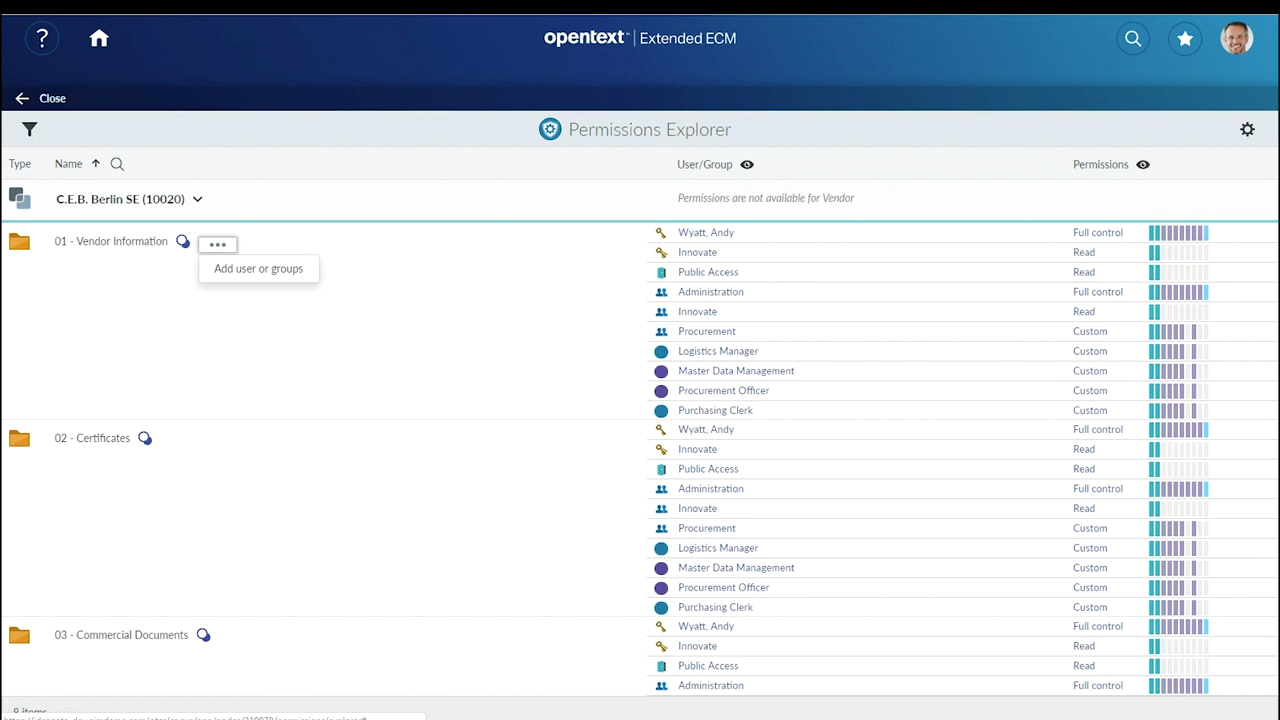 ?
opentext™ | Extended ECM
Close
Permissions Explorer
Type Name User/Group Permissions
C.E.B. Berlin SE (10020) Permissions are not available for Vendor
01 - Vendor Information
Add user or groups
Wyatt, Andy Full control
Innovate Read
Public Access Read
Administration Full control
Innovate Read
Procurement Custom
Logistics Manager Custom
Master Data Management Custom
Procurement Officer Custom
Purchasing Clerk Custom
02 - Certificates
Wyatt, Andy Full control
Innovate Read
Public Access Read
Administration Full control
Innovate Read
Procurement Custom
Logistics Manager Custom
Master Data Management Custom
Procurement Officer Custom
Purchasing Clerk Custom
03 - Commercial Documents
Wyatt, Andy Full control
Innovate Read
Public Access Read
Administration Full control
items